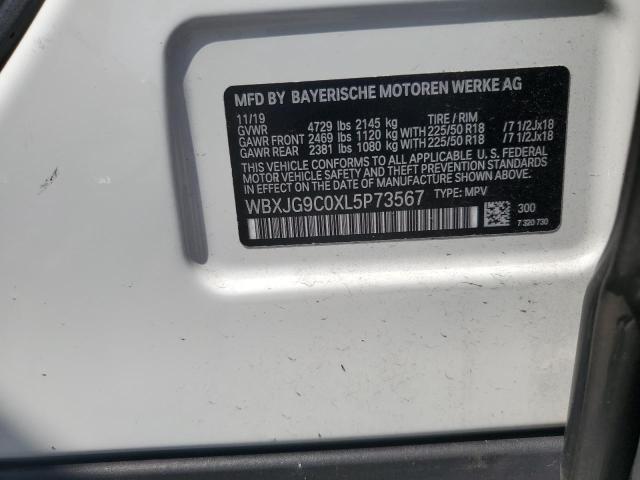 MFD BY BAYERISCHE MOTOREN WERKE AG
11/19 TIRE / RIM
GVWR 4729 lbs 2145 kg
GAWR FRONT 2469 lbs 1120 kg WITH 225/50 R18 /7 1/2Jx18
GAWR REAR 2381 lbs 1080 kg WITH 225/50 R18 /7 1/2Jx18
THIS VEHICLE CONFORMS TO ALL APPLICABLE U.S. FEDERAL
MOTOR VEHICLE SAFETY AND THEFT PREVENTION STANDARDS
IN EFFECT ON THE DATE OF MANUFACTURE SHOWN ABOVE.
WBXJG9C0XL5P73567 TYPE: MPV
300
7 320 730